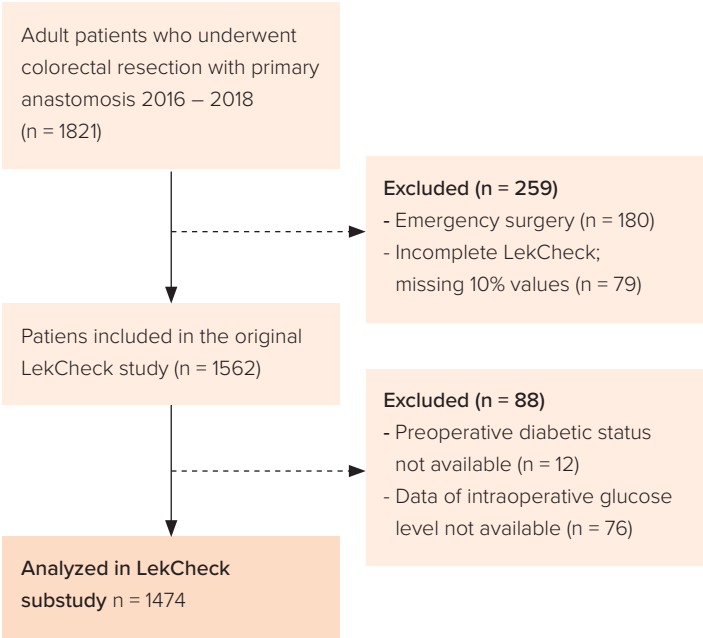 Adult patients who underwent
colorectal resection with primary
anastomosis 2016 – 2018
(n = 1821)
Excluded (n = 259)
- Emergency surgery (n = 180)
- Incomplete LekCheck;
missing 10% values (n = 79)
Patiens included in the original
LekCheck study (n = 1562)
Excluded (n = 88)
- Preoperative diabetic status
not available (n = 12)
- Data of intraoperative glucose
level not available (n = 76)
Analyzed in LekCheck
substudy n = 1474